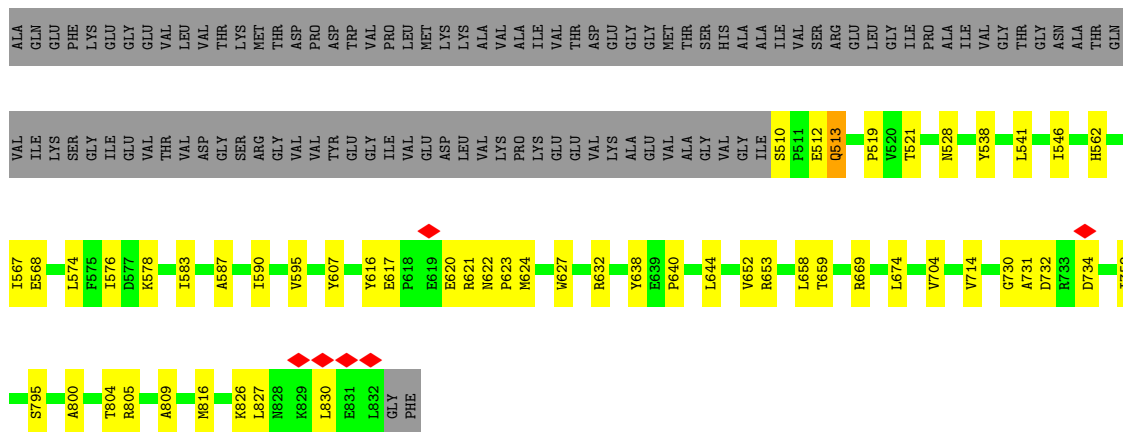 ALA GLN GLU PHE LYS GLU GLY GLU VAL LEU VAL THR LYS MET THR ASP PRO ASP TRP VAL PRO LEU MET LYS LYS ALA VAL ALA ILE VAL THR ASP GLU GLY GLY MET THR SER HIS ALA ALA ILE VAL SER ARG GLU LEU GLY ILE PRO ALA ILE VAL GLY THR GLY ASN ALA THR GLN
VAL ILE LYS SER GLY ILE GLU VAL THR VAL ASP GLY SER ARG GLY VAL VAL TYR GLU GLY ILE VAL GLU ASP LEU VAL LYS PRO LYS GLU GLU VAL LYS ALA GLU VAL ALA GLY VAL GLY ILE S510 P511 E512 Q513 P519 V520 T521 N528 Y538 L541 I546 H562
I567 E568 L574 F575 I576 D577 K578 I583 A587 I590 V595 Y607 Y616 E617 P618 E619 E620 R621 N622 P623 M624 W627 R632 Y638 E639 P640 L644 V652 R653 L658 T659 R669 L674 V704 V714 G730 A731 D732 R733 D734
S795 A800 T804 R805 A809 M816 K826 L827 N828 K829 L830 E831 L832 GLY PHE